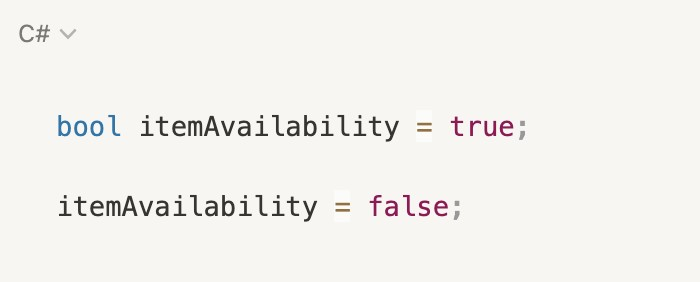 C#
bool itemAvailability = true;
itemAvailability = false;